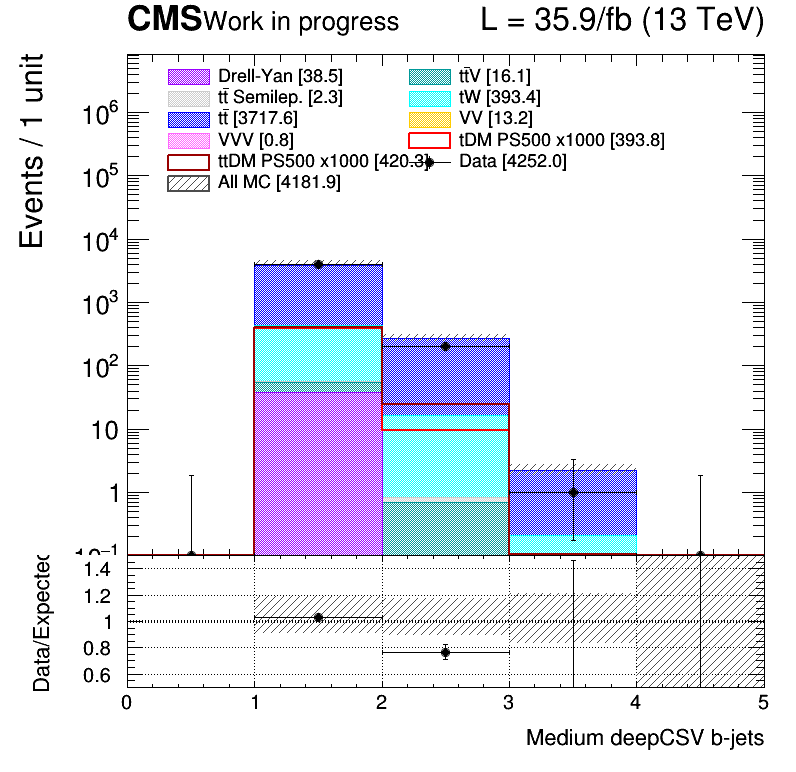 CMS Work in progress L = 35.9/fb (13 TeV)
Events / 1 unit
Drell-Yan [38.5]
tt̄ Semilep. [2.3]
tt̄ [3717.6]
VVV [0.8]
ttDM PS500 x1000 [420.3]
All MC [4181.9]
tt̄V [16.1]
tW [393.4]
VV [13.2]
tDM PS500 x1000 [393.8]
Data [4252.0]
10⁶
10⁵
10⁴
10³
10²
10
1
10⁻¹
Data/Expected
1.4
1.2
1
0.8
0.6
0 1 2 3 4 5
Medium deepCSV b-jets